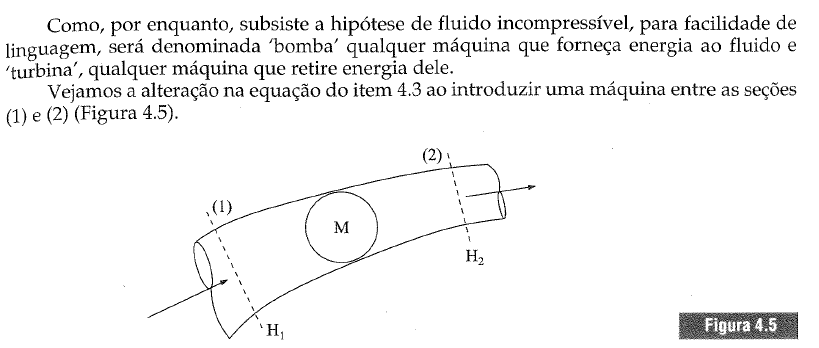 Como, por enquanto, subsiste a hipótese de fluido incompressível, para facilidade de
linguagem, será denominada 'bomba' qualquer máquina que forneça energia ao fluido e
'turbina', qualquer máquina que retire energia dele.
Vejamos a alteração na equação do item 4.3 ao introduzir uma máquina entre as seções
(1) e (2) (Figura 4.5).
(2)
(1)
M
H₂
H₁
Figura 4.5